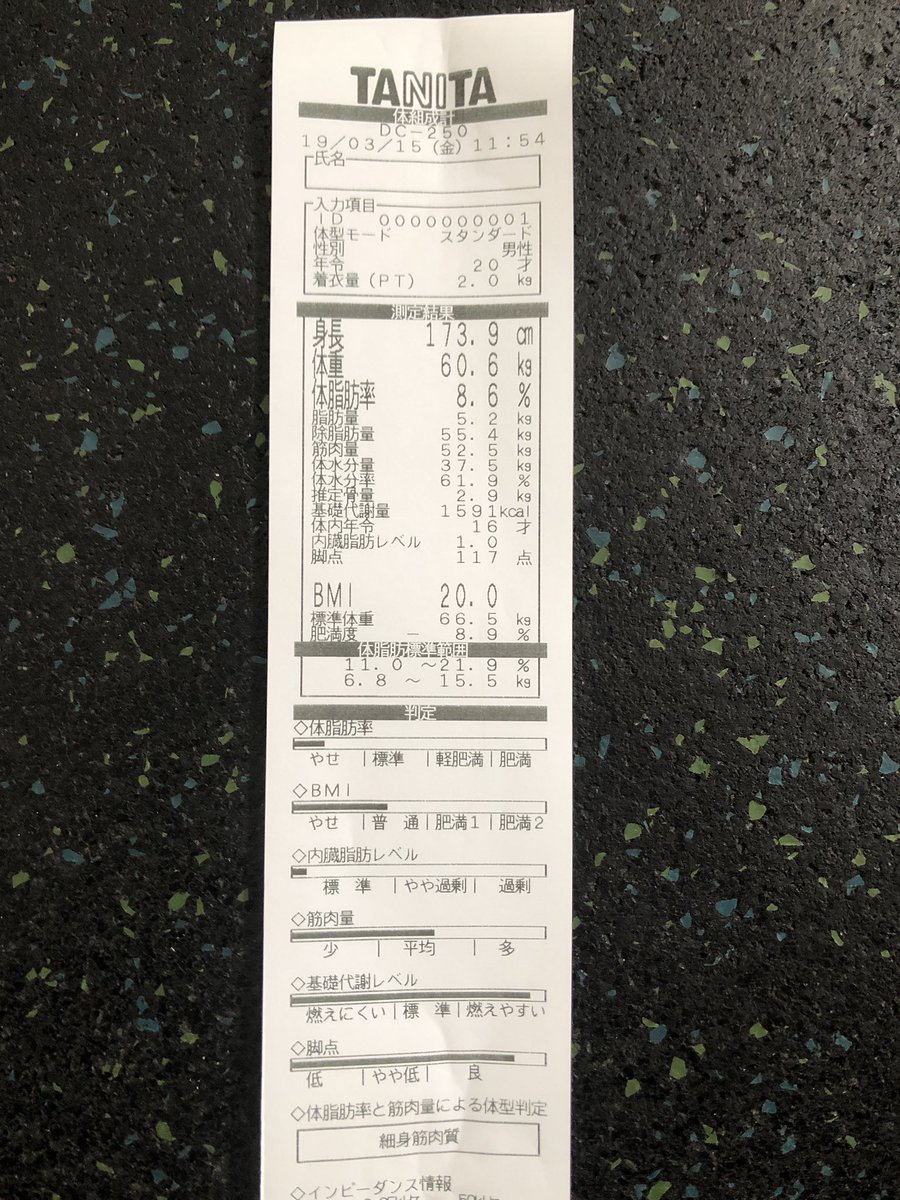 TANITA
体組成計
DC-250
19/03/15(金)11:54
氏名
入力項目
ID 0000000001
体型モード スタンダード
性別 男性
年令 20 才
着衣量(PT) 2.0 kg
測定結果
身長 173.9 cm
体重 60.6 kg
体脂肪率 8.6 %
脂肪量 5.2 kg
除脂肪量 55.4 kg
筋肉量 52.5 kg
体水分量 37.5 kg
体水分率 61.9 %
推定骨量 2.9 kg
基礎代謝量 1591kcal
体内年令 16 才
内臓脂肪レベル 1.0
脚点 117 点
BMI 20.0
標準体重 66.5 kg
肥満度 - 8.9 %
体脂肪標準範囲
11.0 ~21.9 %
6.8 ~ 15.5 kg
判定
◇体脂肪率
やせ |標準 |軽肥満|肥満
◇BMI
やせ |普 通|肥満1|肥満2
◇内臓脂肪レベル
標 準 |やや過剰| 過剰
◇筋肉量
少 | 平均 | 多
◇基礎代謝レベル
燃えにくい|標 準|燃えやすい
◇脚点
低 |やや低| 良
◇体脂肪率と筋肉量による体型判定
細身筋肉質
◇インピーダンス情報